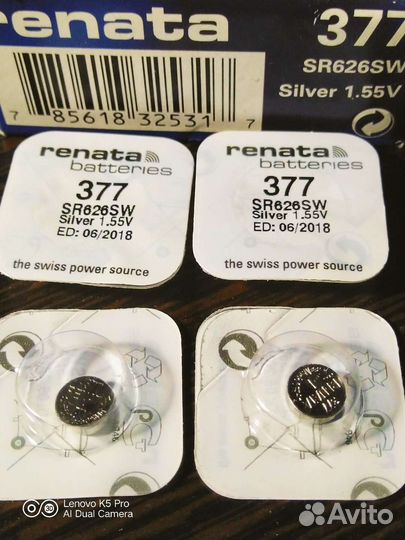 renata
377
SR626SW
Silver 1.55V
7 85618 32531 7
renata
batteries
377
SR626SW
Silver 1.55V
ED: 06/2018
the swiss power source
renata
batteries
377
SR626SW
Silver 1.55V
ED: 06/2018
the swiss power source
Lenovo K5 Pro
AI Dual Camera
Avito